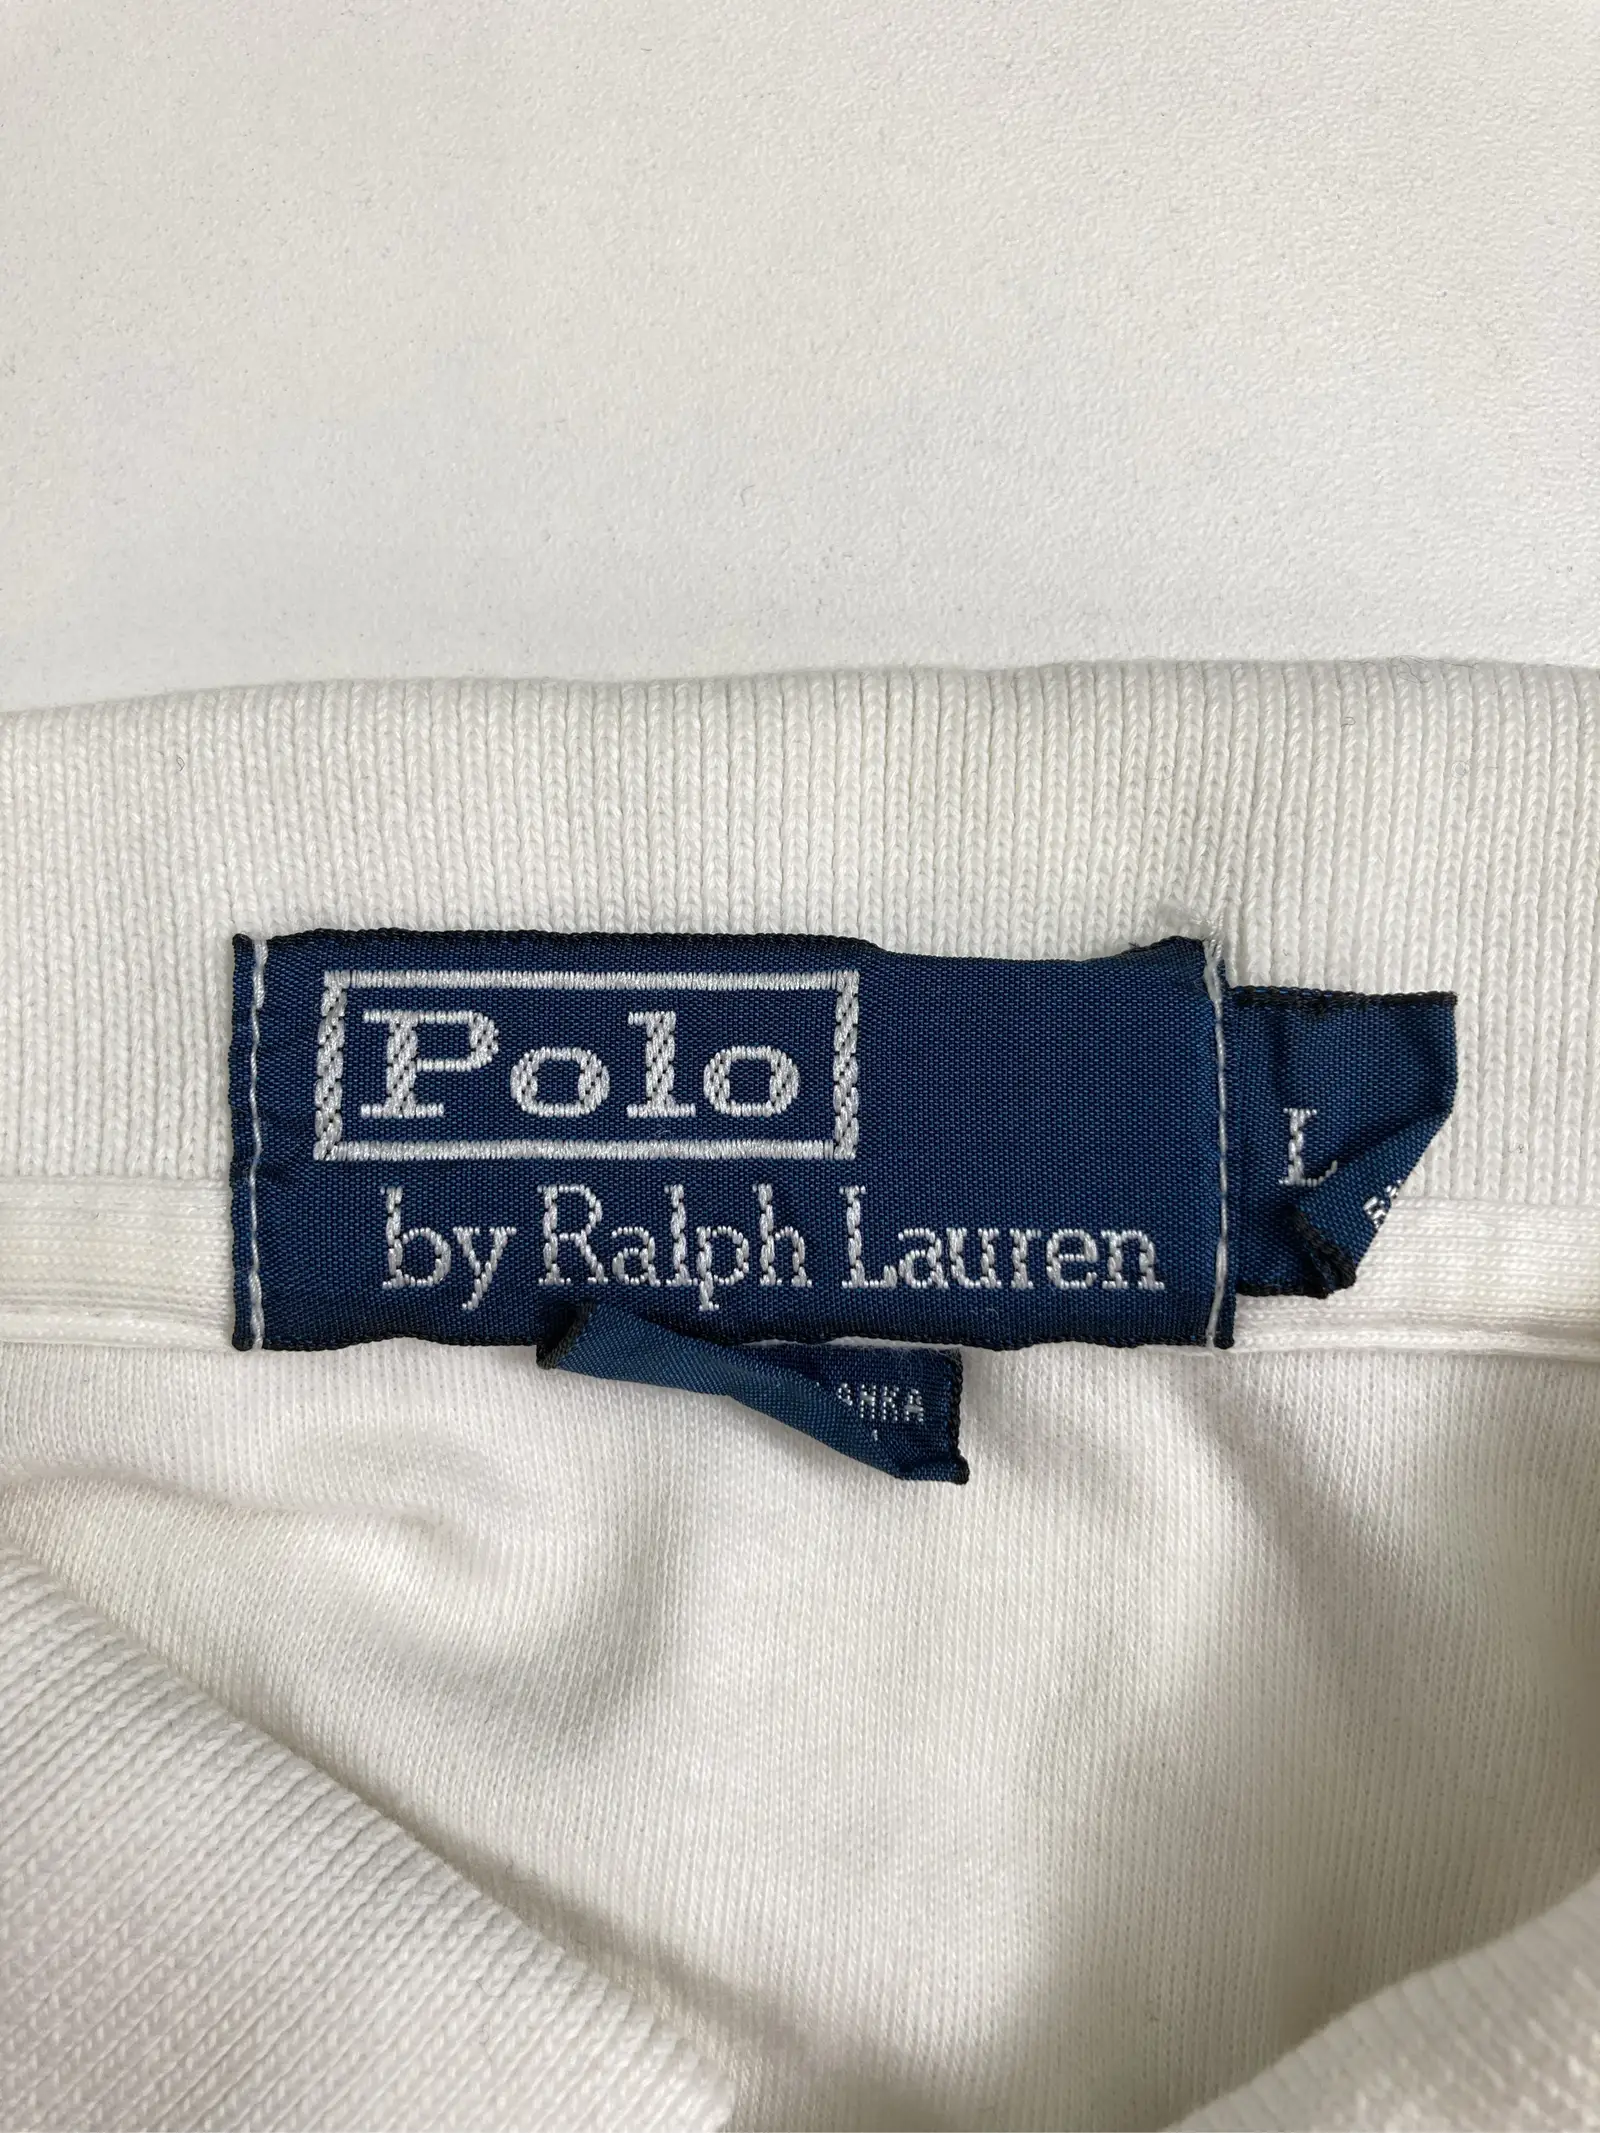 Polo
by Ralph Lauren
L